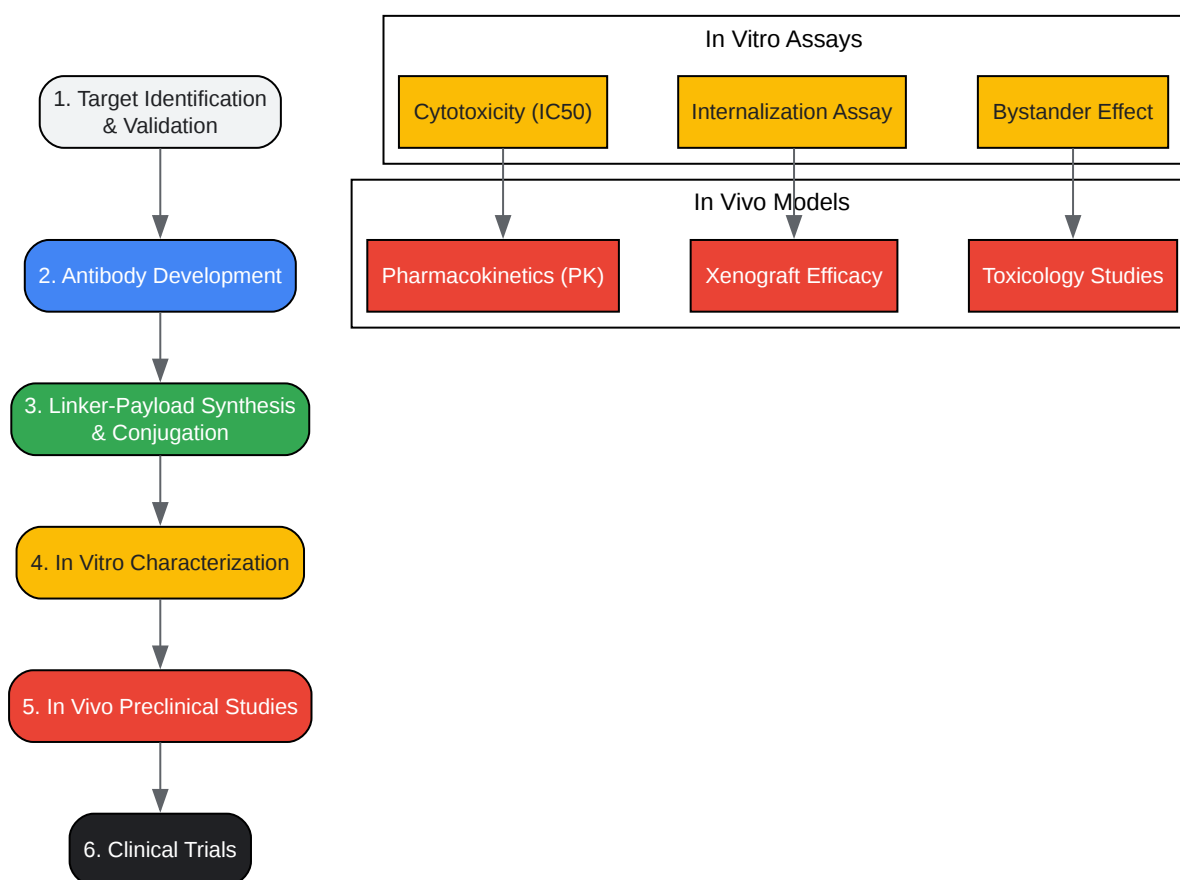 1. Target Identification
& Validation
2. Antibody Development
3. Linker-Payload Synthesis
& Conjugation
4. In Vitro Characterization
5. In Vivo Preclinical Studies
6. Clinical Trials
In Vitro Assays
Cytotoxicity (IC50)
Internalization Assay
Bystander Effect
In Vivo Models
Pharmacokinetics (PK)
Xenograft Efficacy
Toxicology Studies